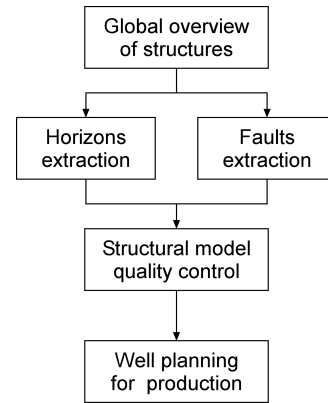 Global overview
of structures
Horizons
extraction
Faults
extraction
Structural model
quality control
Well planning
for production